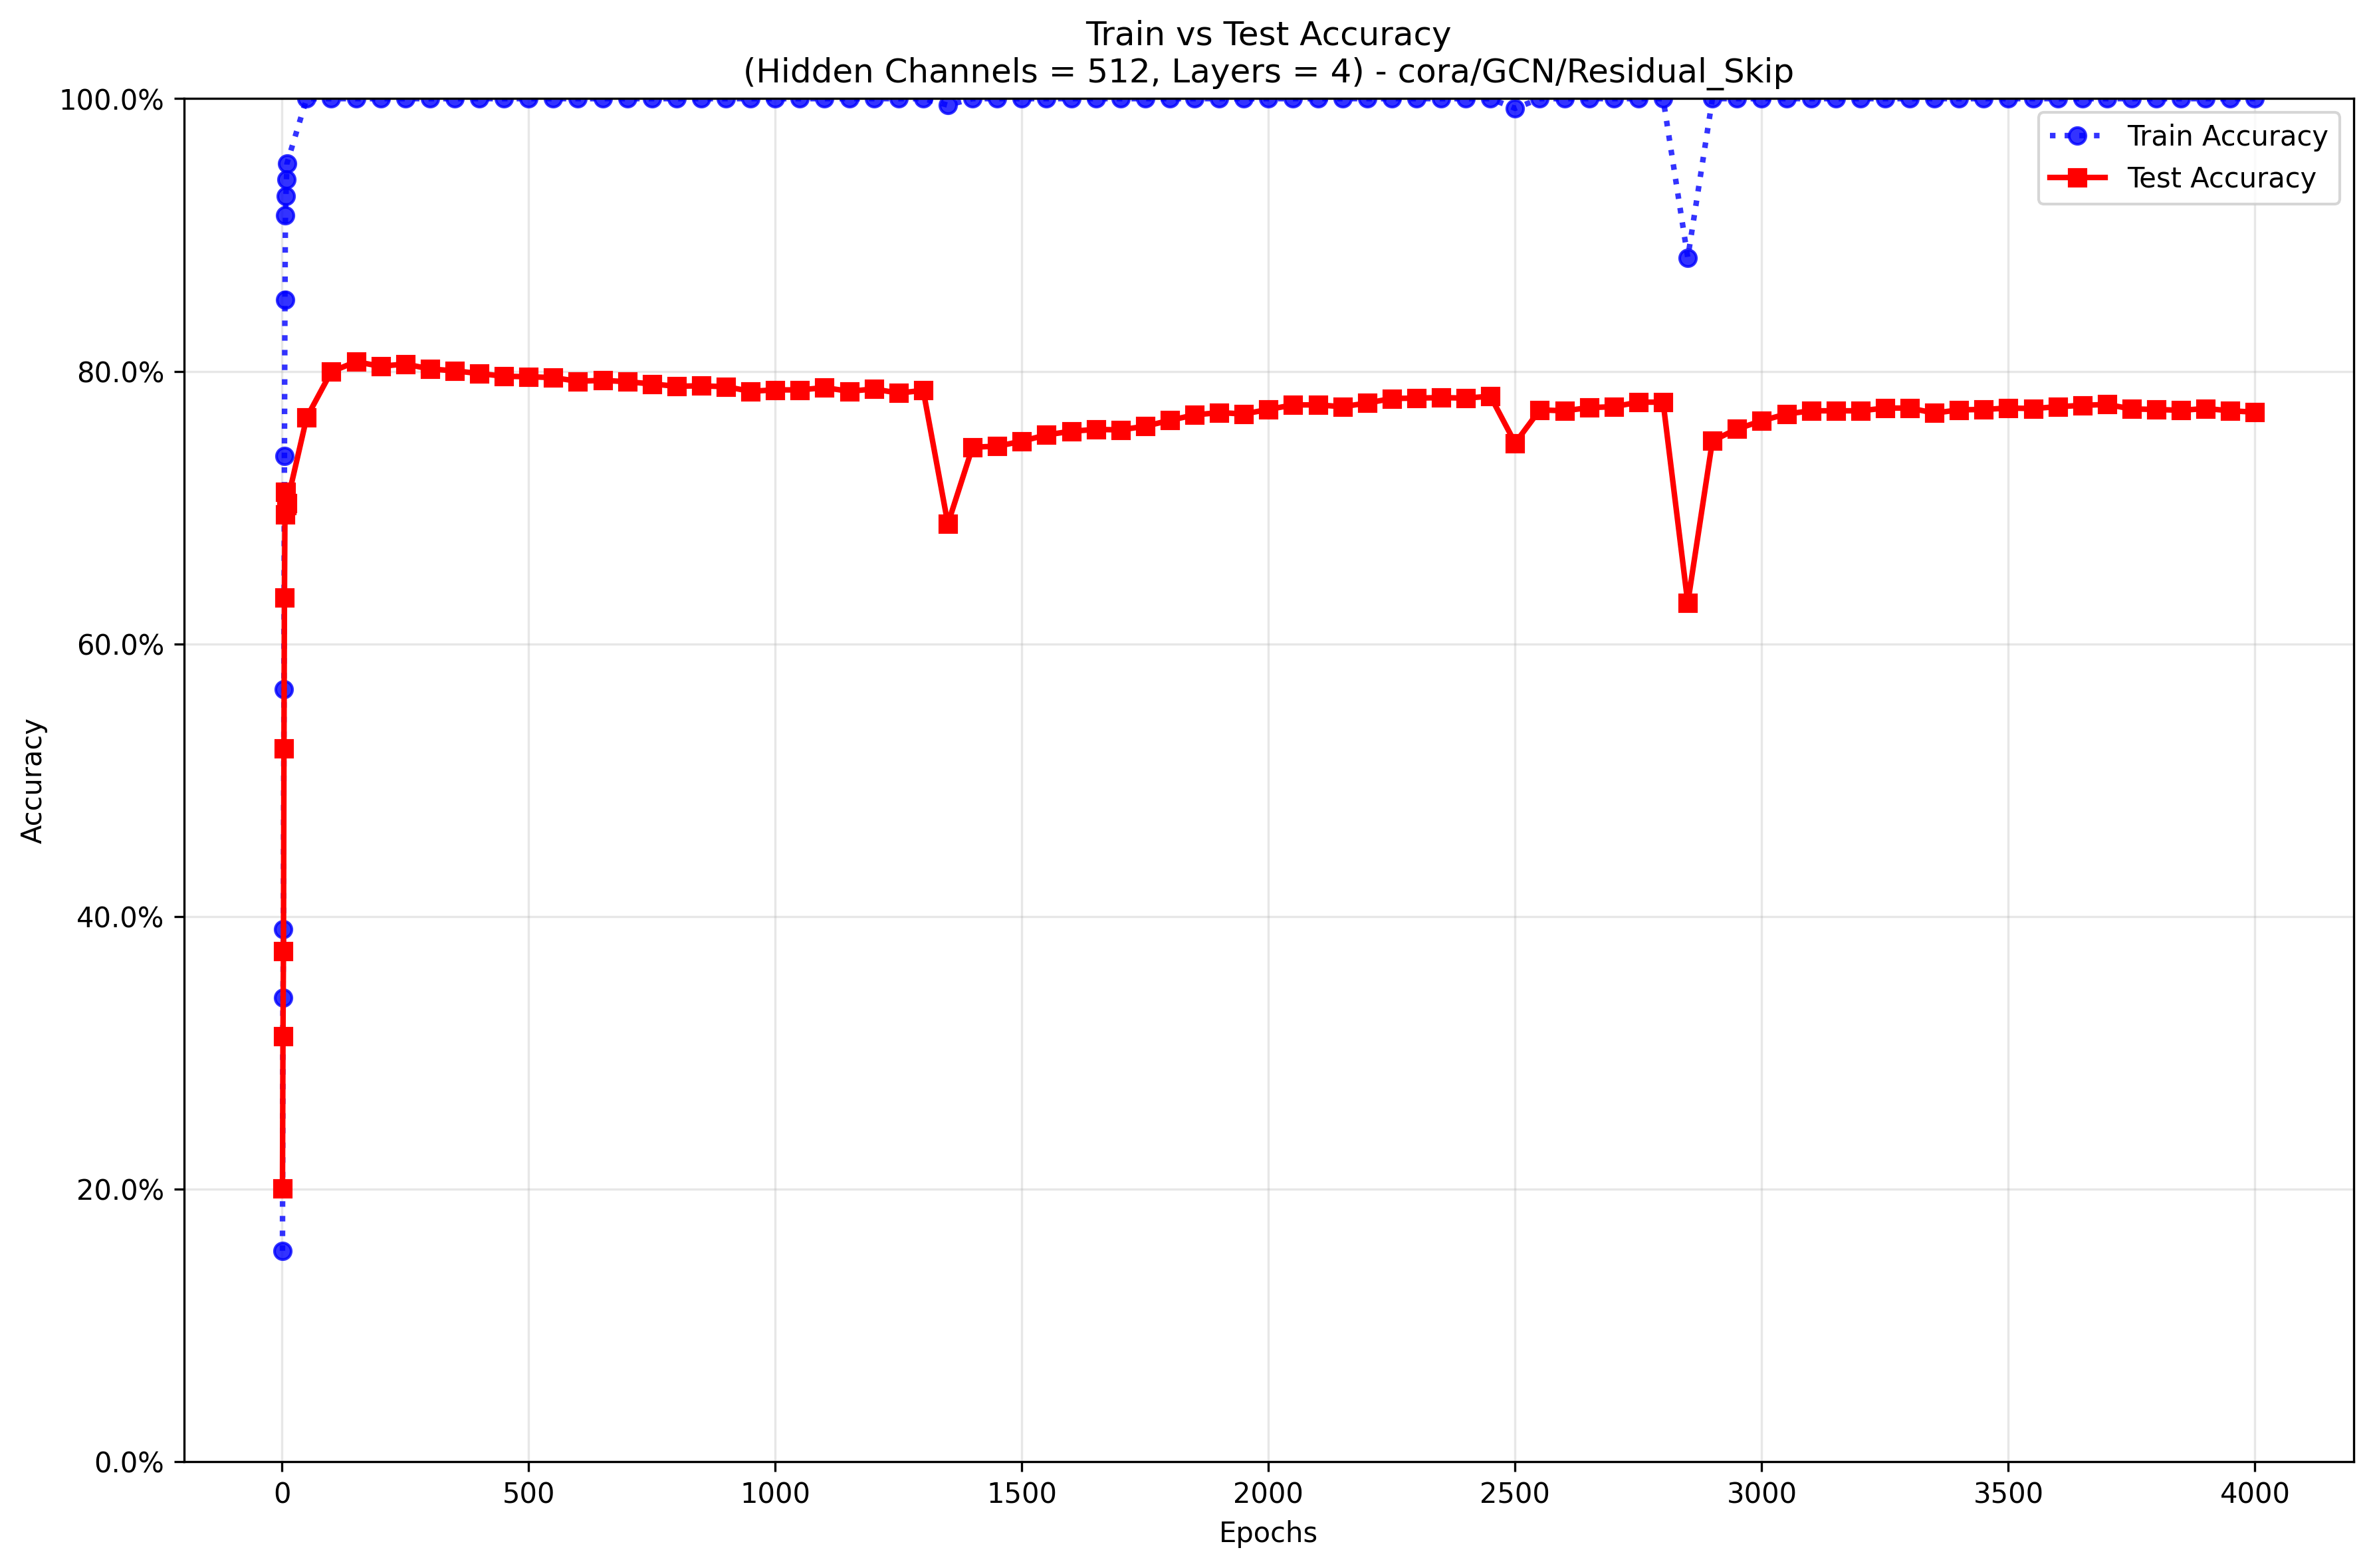 Train vs Test Accuracy
(Hidden Channels = 512, Layers = 4) - cora/GCN/Residual_Skip
100.0%
80.0%
60.0%
40.0%
20.0%
0.0%
Accuracy
Train Accuracy
Test Accuracy
0 500 1000 1500 2000 2500 3000 3500 4000
Epochs